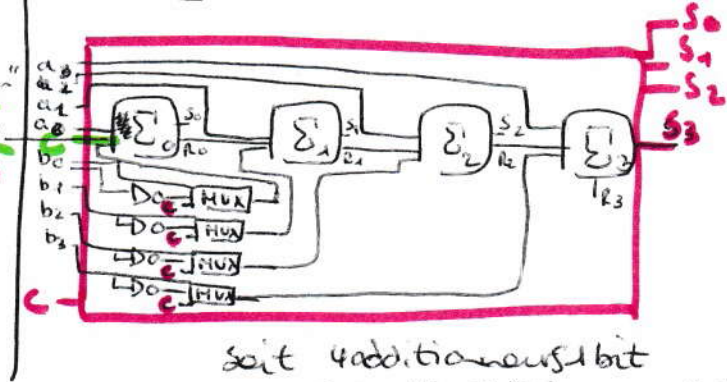 S0
S1
a3
a2
S2
a1
a0
C
Σ0
S0
R0
Σ1
S1
R1
Σ2
S2
R2
Σ3
S3
R3
b0
b1
C
MUX
b2
C
MUX
b3
C
MUX
C
C
MUX
soit 4 additionneurs 1 bit